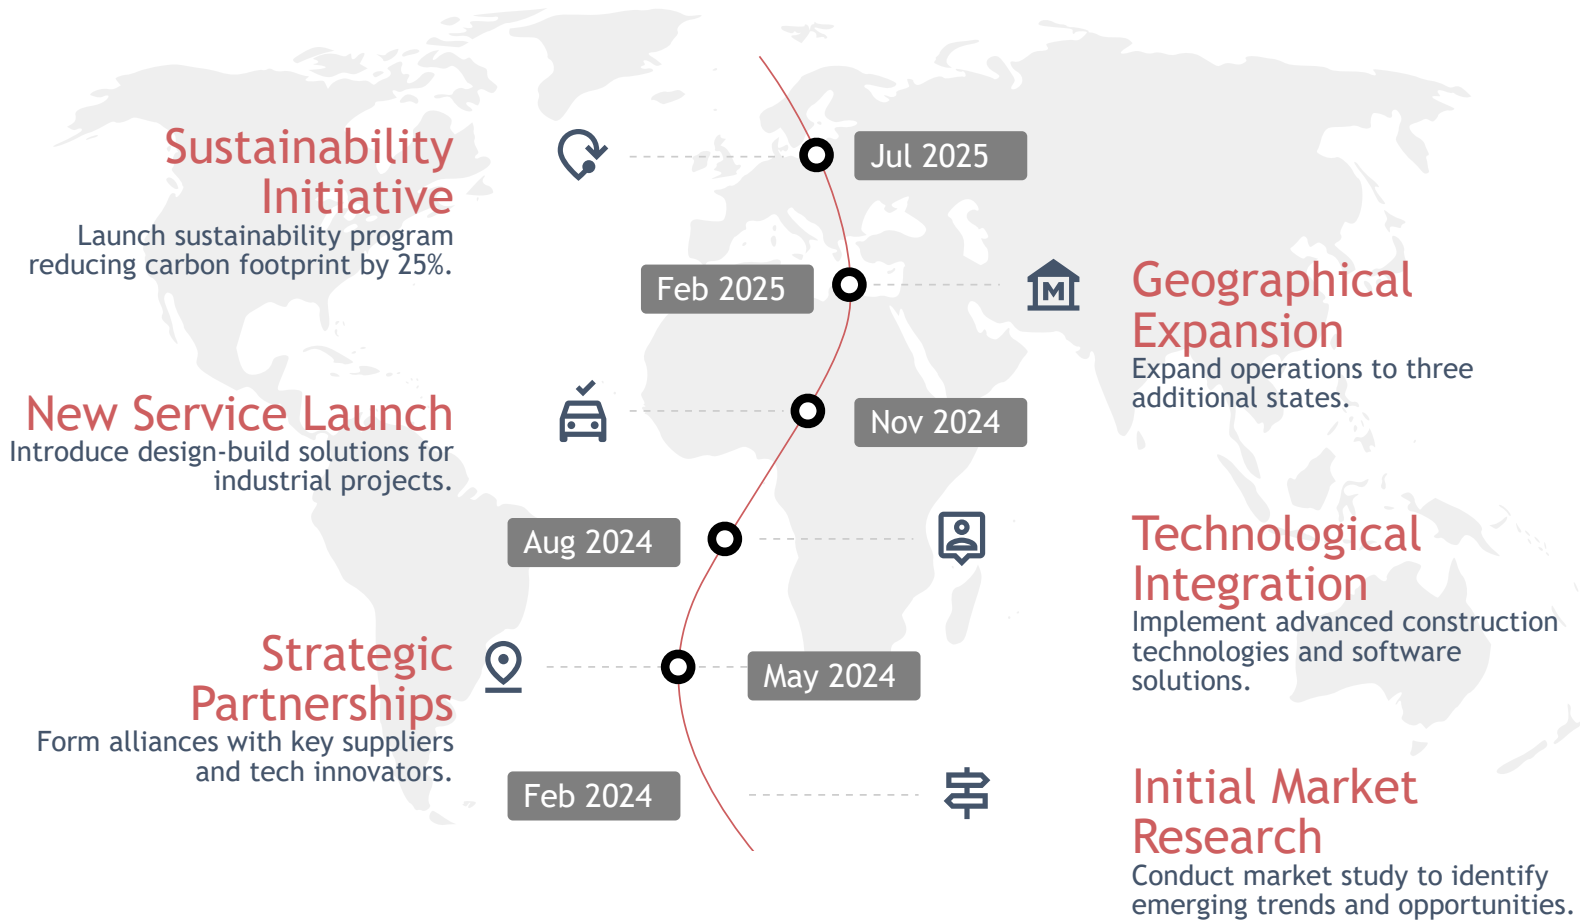 Sustainability
Initiative
Launch sustainability program
reducing carbon footprint by 25%.
Jul 2025
Feb 2025
Geographical
Expansion
Expand operations to three
additional states.
New Service Launch
Introduce design-build solutions for
industrial projects.
Nov 2024
Aug 2024
Technological
Integration
Implement advanced construction
technologies and software
solutions.
Strategic
Partnerships
Form alliances with key suppliers
and tech innovators.
May 2024
Feb 2024
Initial Market
Research
Conduct market study to identify
emerging trends and opportunities.